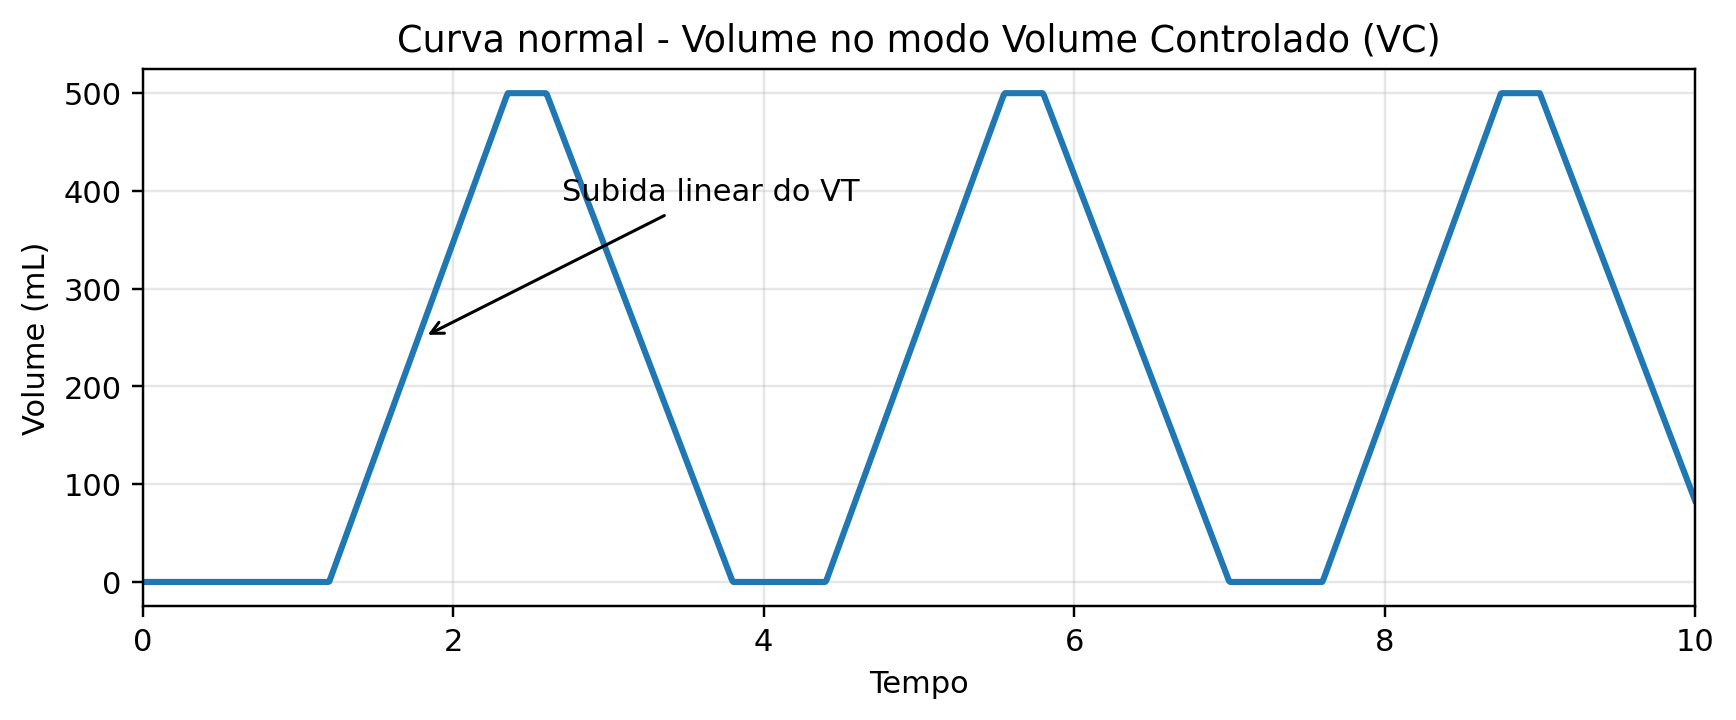 Curva normal - Volume no modo Volume Controlado (VC)
Volume (mL)
500
400
300
200
100
0
Subida linear do VT
0 2 4 6 8 10
Tempo